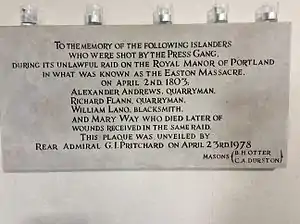 TO THE MEMORY OF THE FOLLOWING ISLANDERS
WHO WERE SHOT BY THE PRESS GANG,
DURING ITS UNLAWFUL RAID ON THE ROYAL MANOR OF PORTLAND
IN WHAT WAS KNOWN AS THE EASTON MASSACRE.
ON APRIL 2ND. 1803.
ALEXANDER ANDREWS, QUARRYMAN.
RICHARD FLANN, QUARRYMAN.
WILLIAM LANO, BLACKSMITH.
AND MARY WAY WHO DIED LATER OF
WOUNDS RECEIVED IN THE SAME RAID.
THIS PLAQUE WAS UNVEILED BY
REAR ADMIRAL G.I. PRITCHARD ON APRIL 23RD 1978
MASONS { B.H. OTTER
C.A. DURSTON }